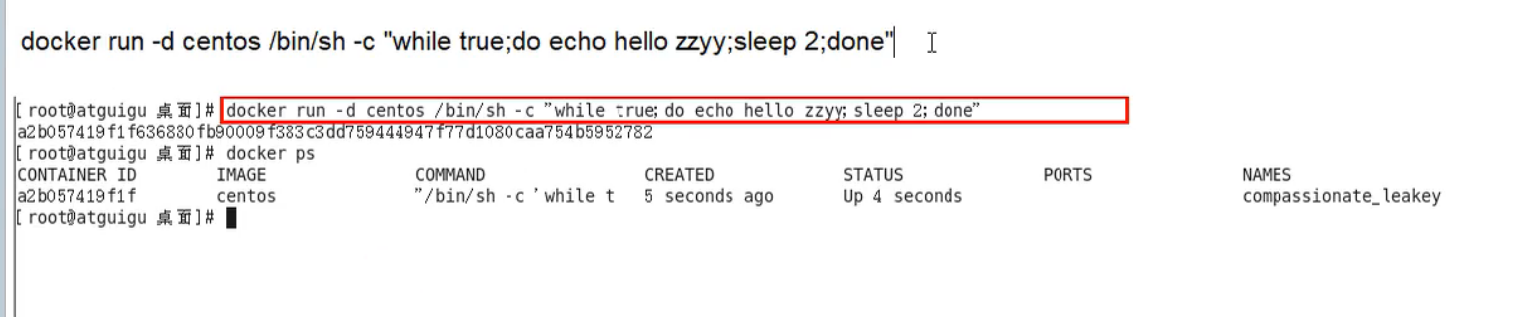 docker run -d centos /bin/sh -c "while true;do echo hello zzyy;sleep 2;done"
[root@atguigu 桌面]# docker run -d centos /bin/sh -c "while true;do echo hello zzyy;sleep 2;done"
a2b057419f1f636880fb90009f383c3dd759444947f77d1080caa754b5952782
[root@atguigu 桌面]# docker ps
CONTAINER ID IMAGE COMMAND CREATED STATUS PORTS NAMES
a2b057419f1f centos "/bin/sh -c 'while t 5 seconds ago Up 4 seconds compassionate_leakey
[root@atguigu 桌面]#